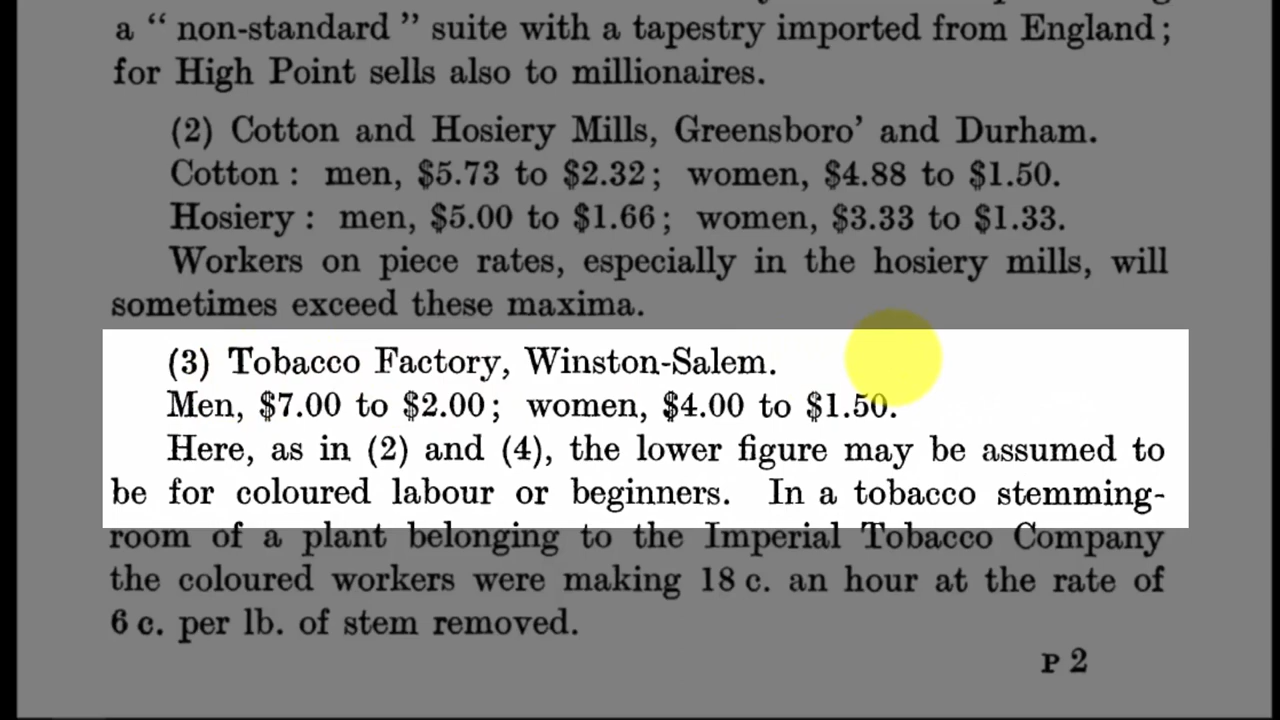 a “ non-standard ” suite with a tapestry imported from England;
for High Point sells also to millionaires.
(2) Cotton and Hosiery Mills, Greensboro’ and Durham.
Cotton : men, $5.73 to $2.32; women, $4.88 to $1.50.
Hosiery : men, $5.00 to $1.66; women, $3.33 to $1.33.
Workers on piece rates, especially in the hosiery mills, will
sometimes exceed these maxima.
(3) Tobacco Factory, Winston-Salem.
Men, $7.00 to $2.00; women, $4.00 to $1.50.
Here, as in (2) and (4), the lower figure may be assumed to
be for coloured labour or beginners. In a tobacco stemming-
room of a plant belonging to the Imperial Tobacco Company
the coloured workers were making 18 c. an hour at the rate of
6 c. per lb. of stem removed.
P 2